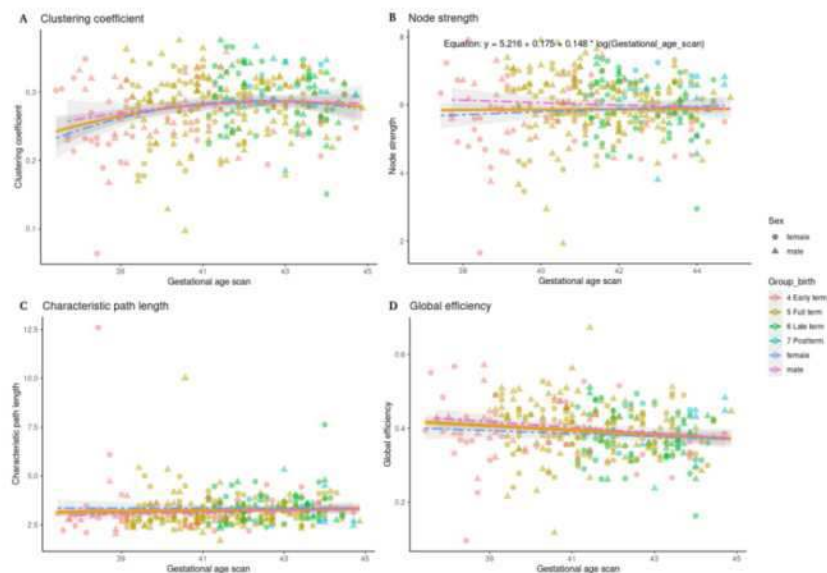 A Clustering coefficient
Clustering coefficient
0.3
0.2
0.1
39 41 43 45
Gestational age scan
B Node strength
Equation: y = 5.216 + 0.175 + 0.148 * log(Gestational_age_scan)
Node strength
8
6
4
2
38 40 42 44
Gestational age scan
C Characteristic path length
Characteristic path length
12.5
10.0
7.5
5.0
2.5
39 41 43 45
Gestational age scan
D Global efficiency
Global efficiency
0.6
0.4
0.2
39 41 43 45
Gestational age scan
Sex
female
male
Group_birth
4 Early term
5 Full term
6 Late term
7 Postterm
female
male